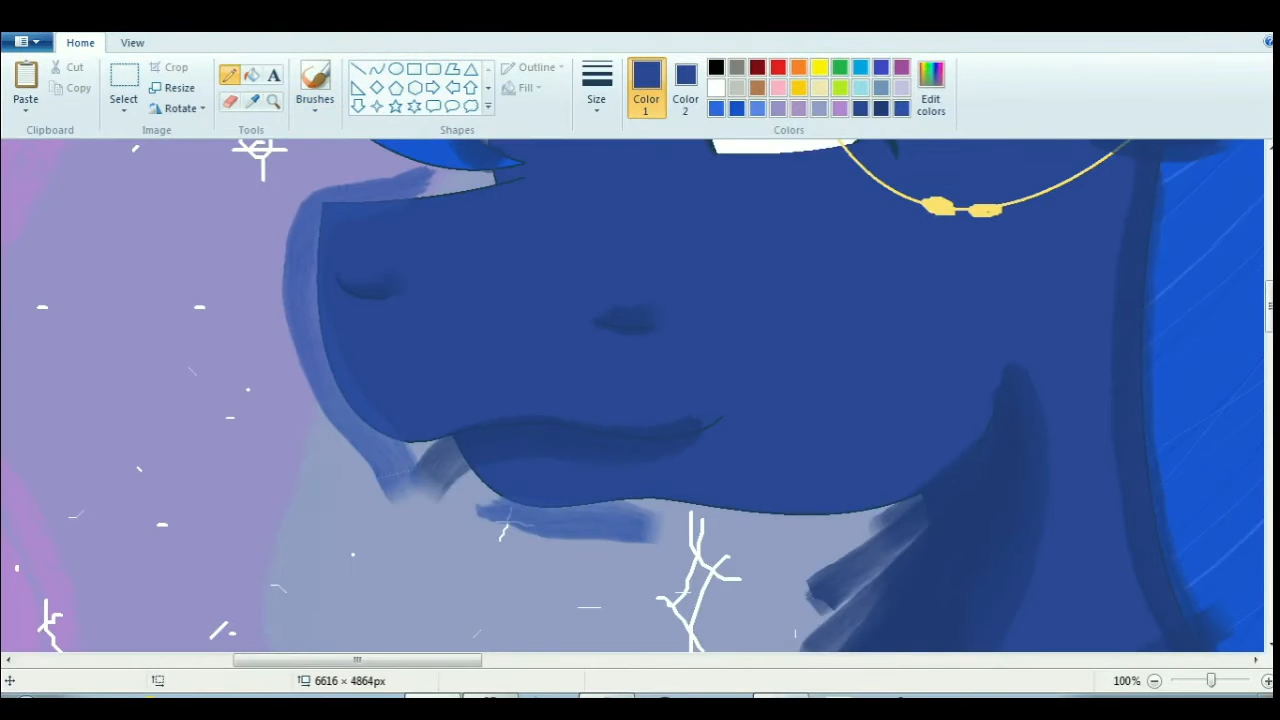 Home View
Paste Cut Copy
Clipboard
Select Crop Resize Rotate
Image
A
Tools
Brushes
Outline Fill
Shapes
Size
Color 1
Color 2
Edit colors
Colors
6616 × 4864px
100%